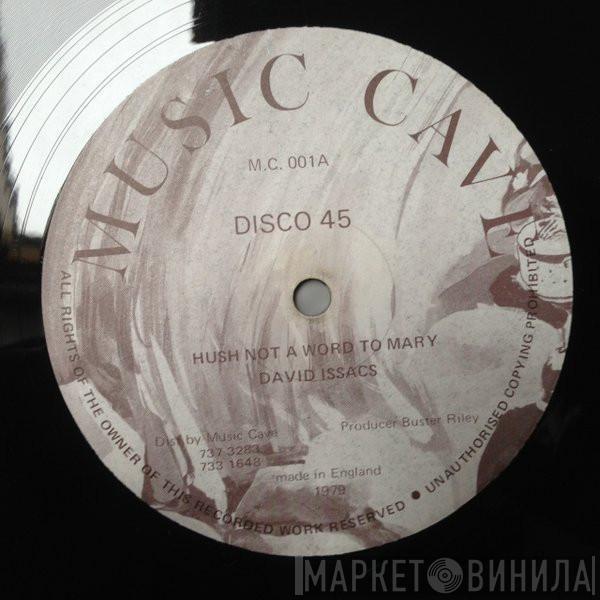 MUSIC CAVE
M.C. 001A
DISCO 45
HUSH NOT A WORD TO MARY
DAVID ISSACS
Dist by Music Cave
737 3283
733 1648
Producer Buster Riley
made in England
1979
ALL RIGHTS OF THE OWNER OF THIS RECORDED WORK RESERVED ● UNAUTHORISED COPYING PROHIBITED
МАРКЕТ ВИНИЛА